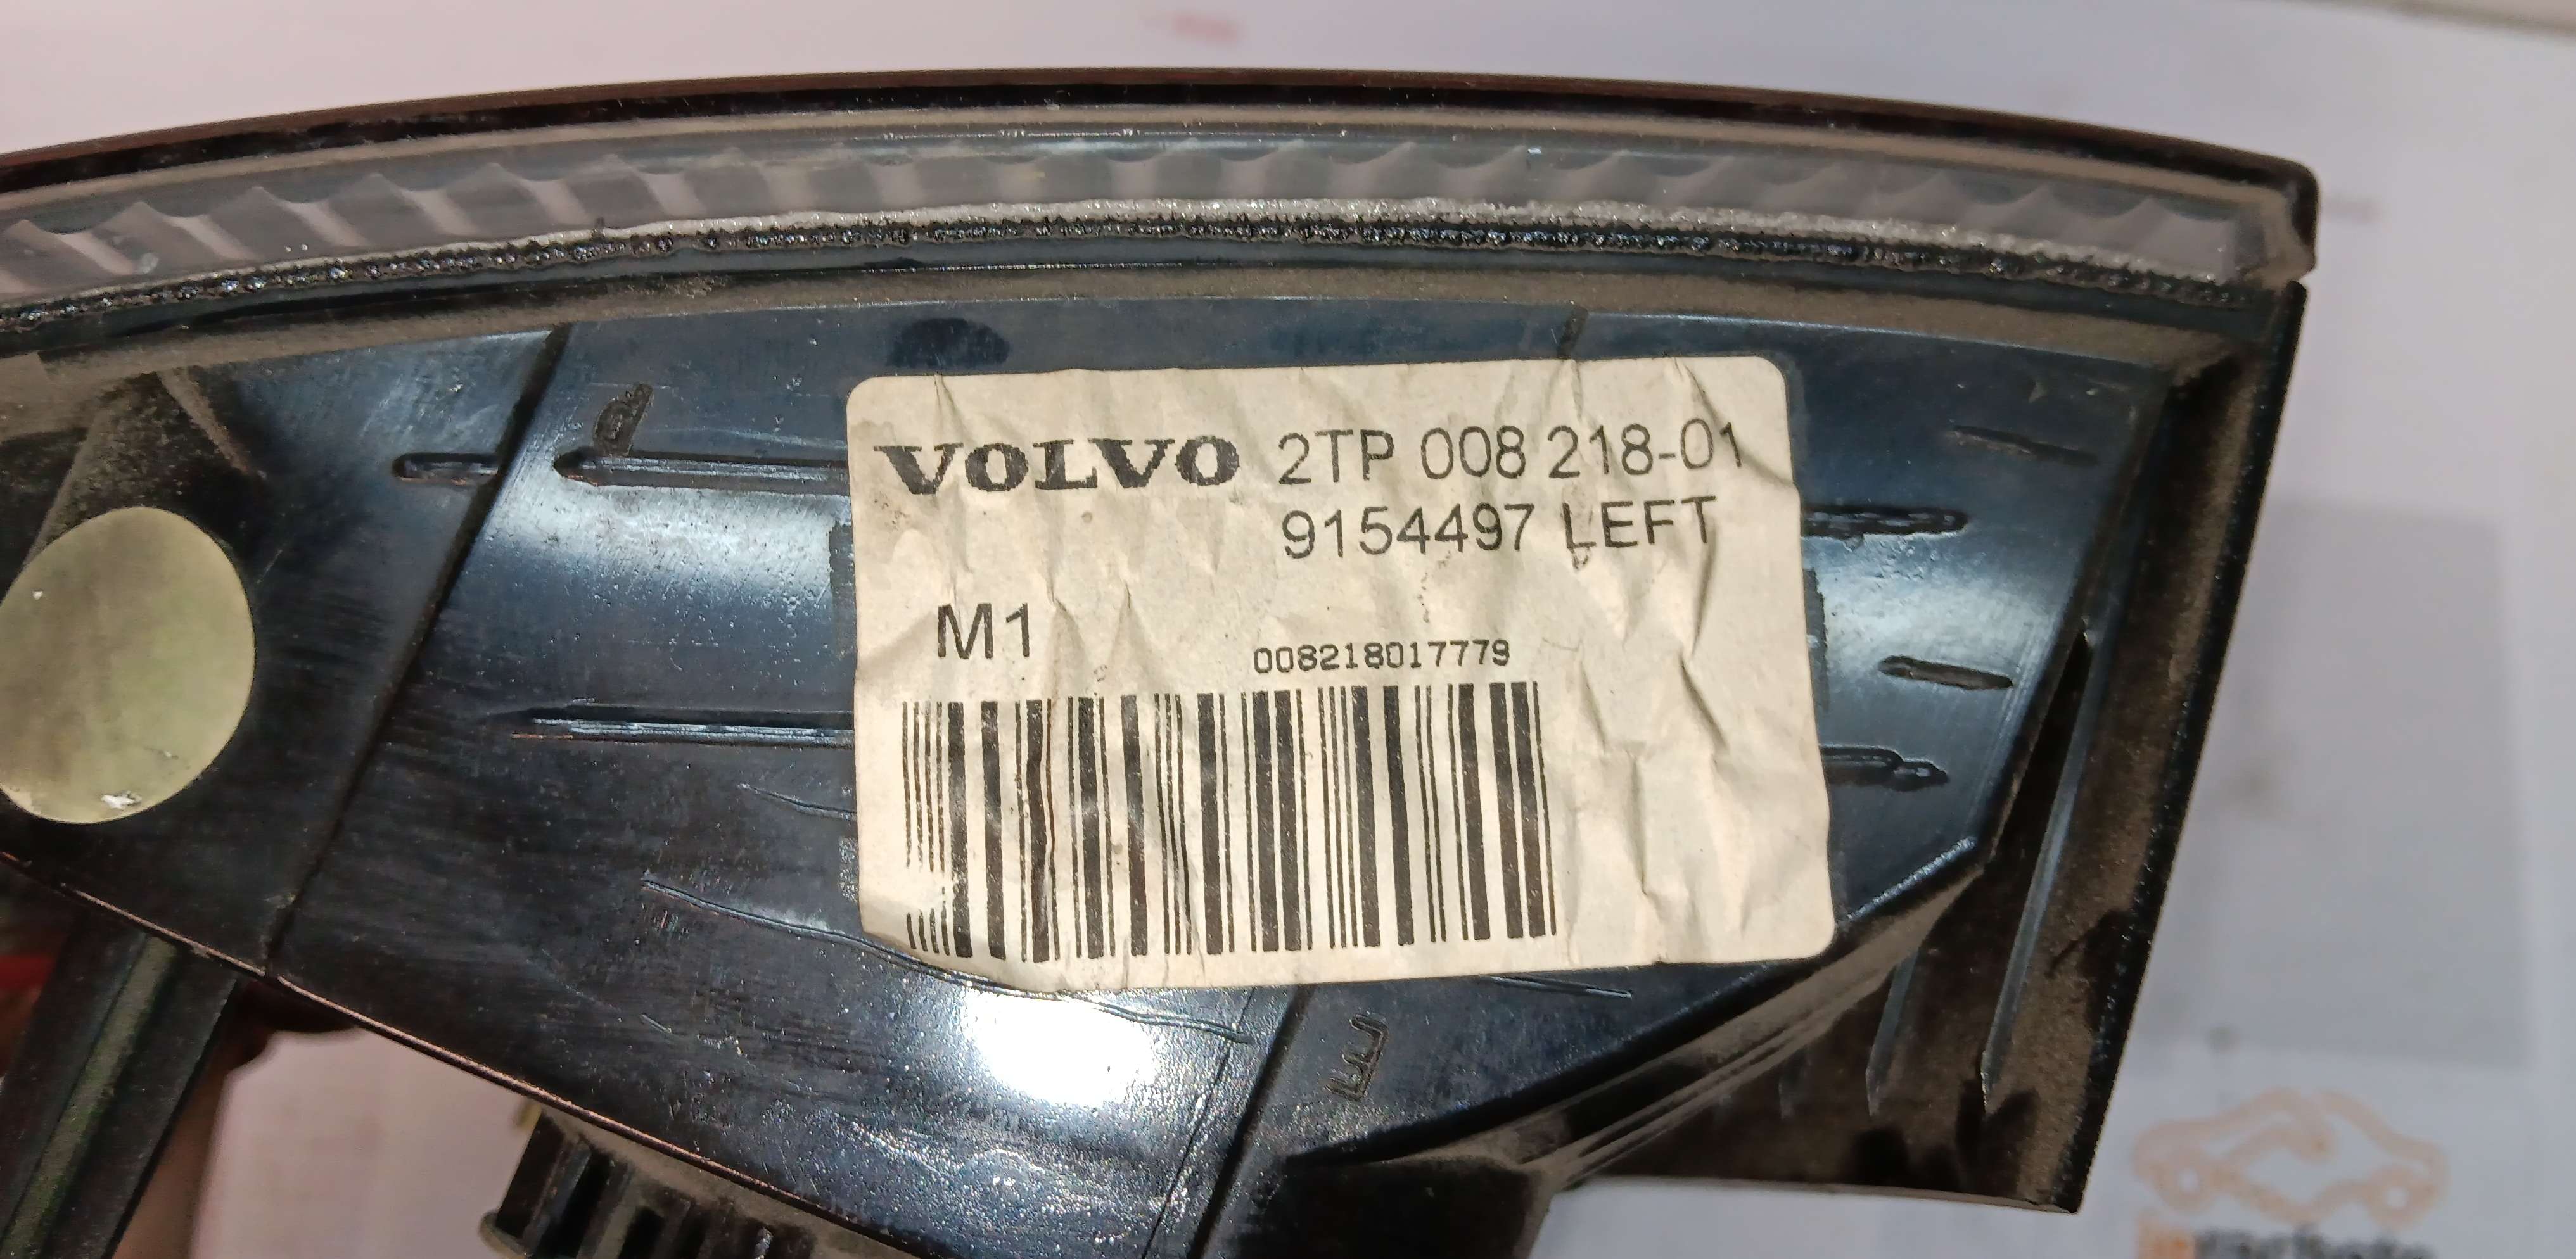 VOLVO 2TP 008 218-01
9154497 LEFT
M1
008218017779